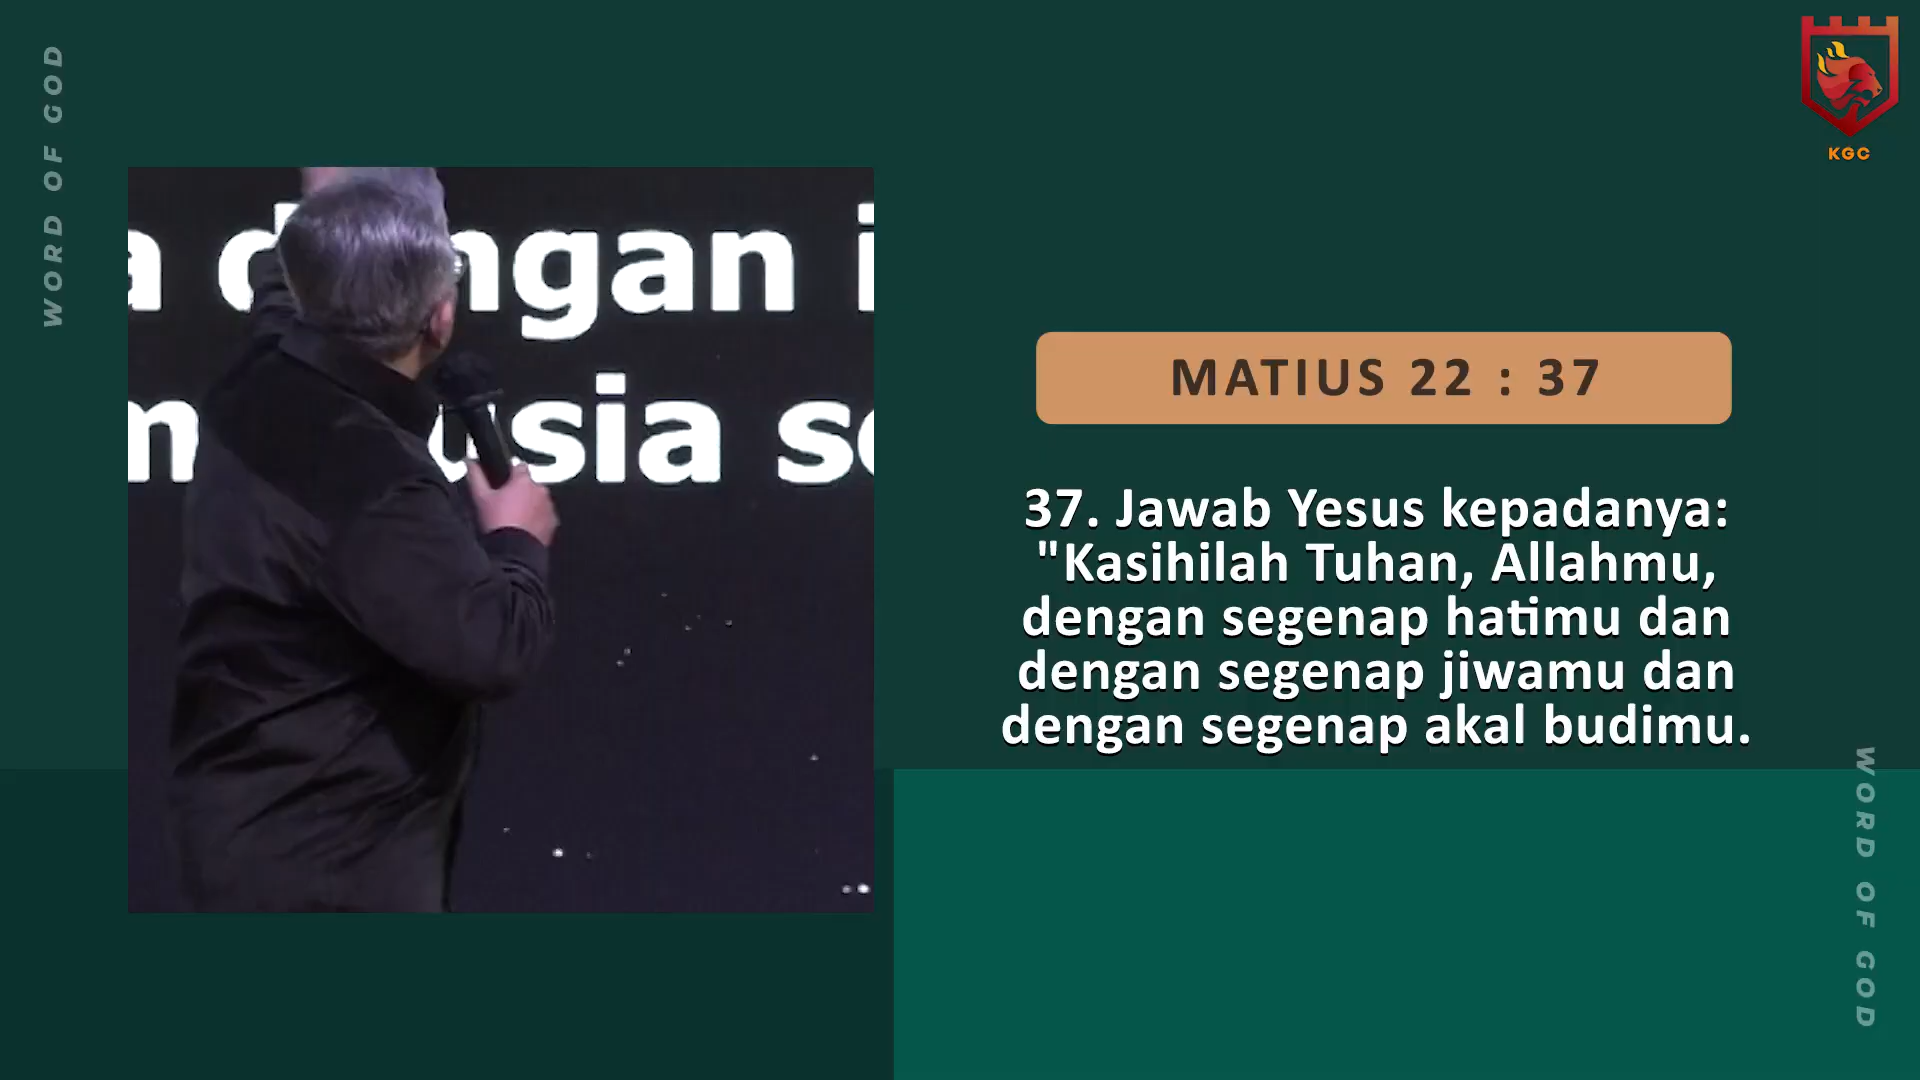 WORD OF GOD
KGC
MATIUS 22 : 37
37. Jawab Yesus kepadanya:
"Kasihilah Tuhan, Allahmu,
dengan segenap hatimu dan
dengan segenap jiwamu dan
dengan segenap akal budimu.
WORD OF GOD